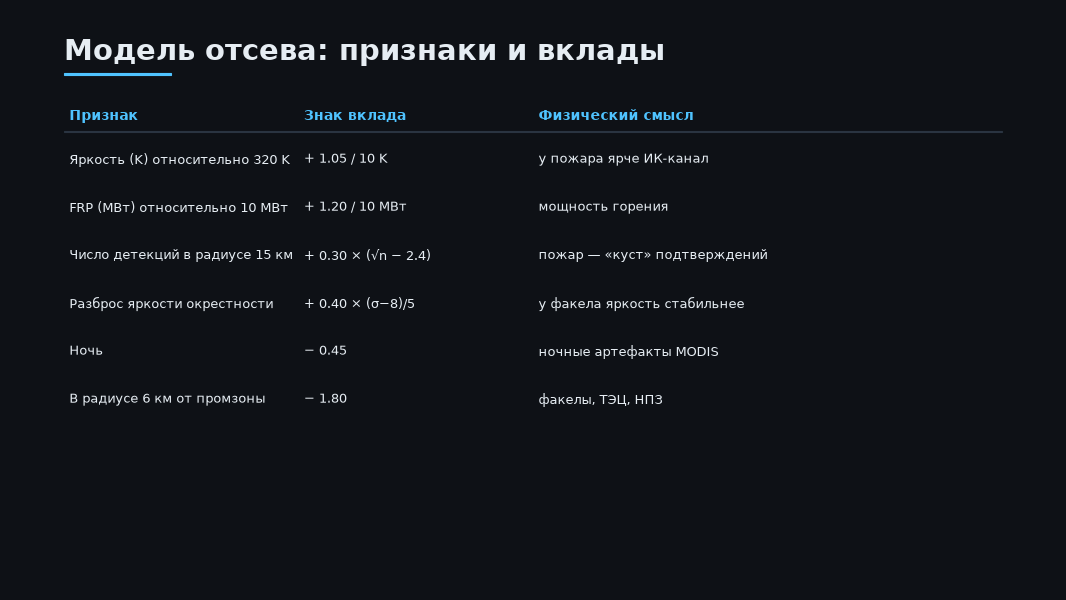 Модель отсева: признаки и вклады
Признак Знак вклада Физический смысл
Яркость (K) относительно 320 K + 1.05 / 10 K у пожара ярче ИК-канал
FRP (МВт) относительно 10 МВт + 1.20 / 10 МВт мощность горения
Число детекций в радиусе 15 км + 0.30 × (√n − 2.4) пожар — «куст» подтверждений
Разброс яркости окрестности + 0.40 × (σ−8)/5 у факела яркость стабильнее
Ночь − 0.45 ночные артефакты MODIS
В радиусе 6 км от промзоны − 1.80 факелы, ТЭЦ, НПЗ